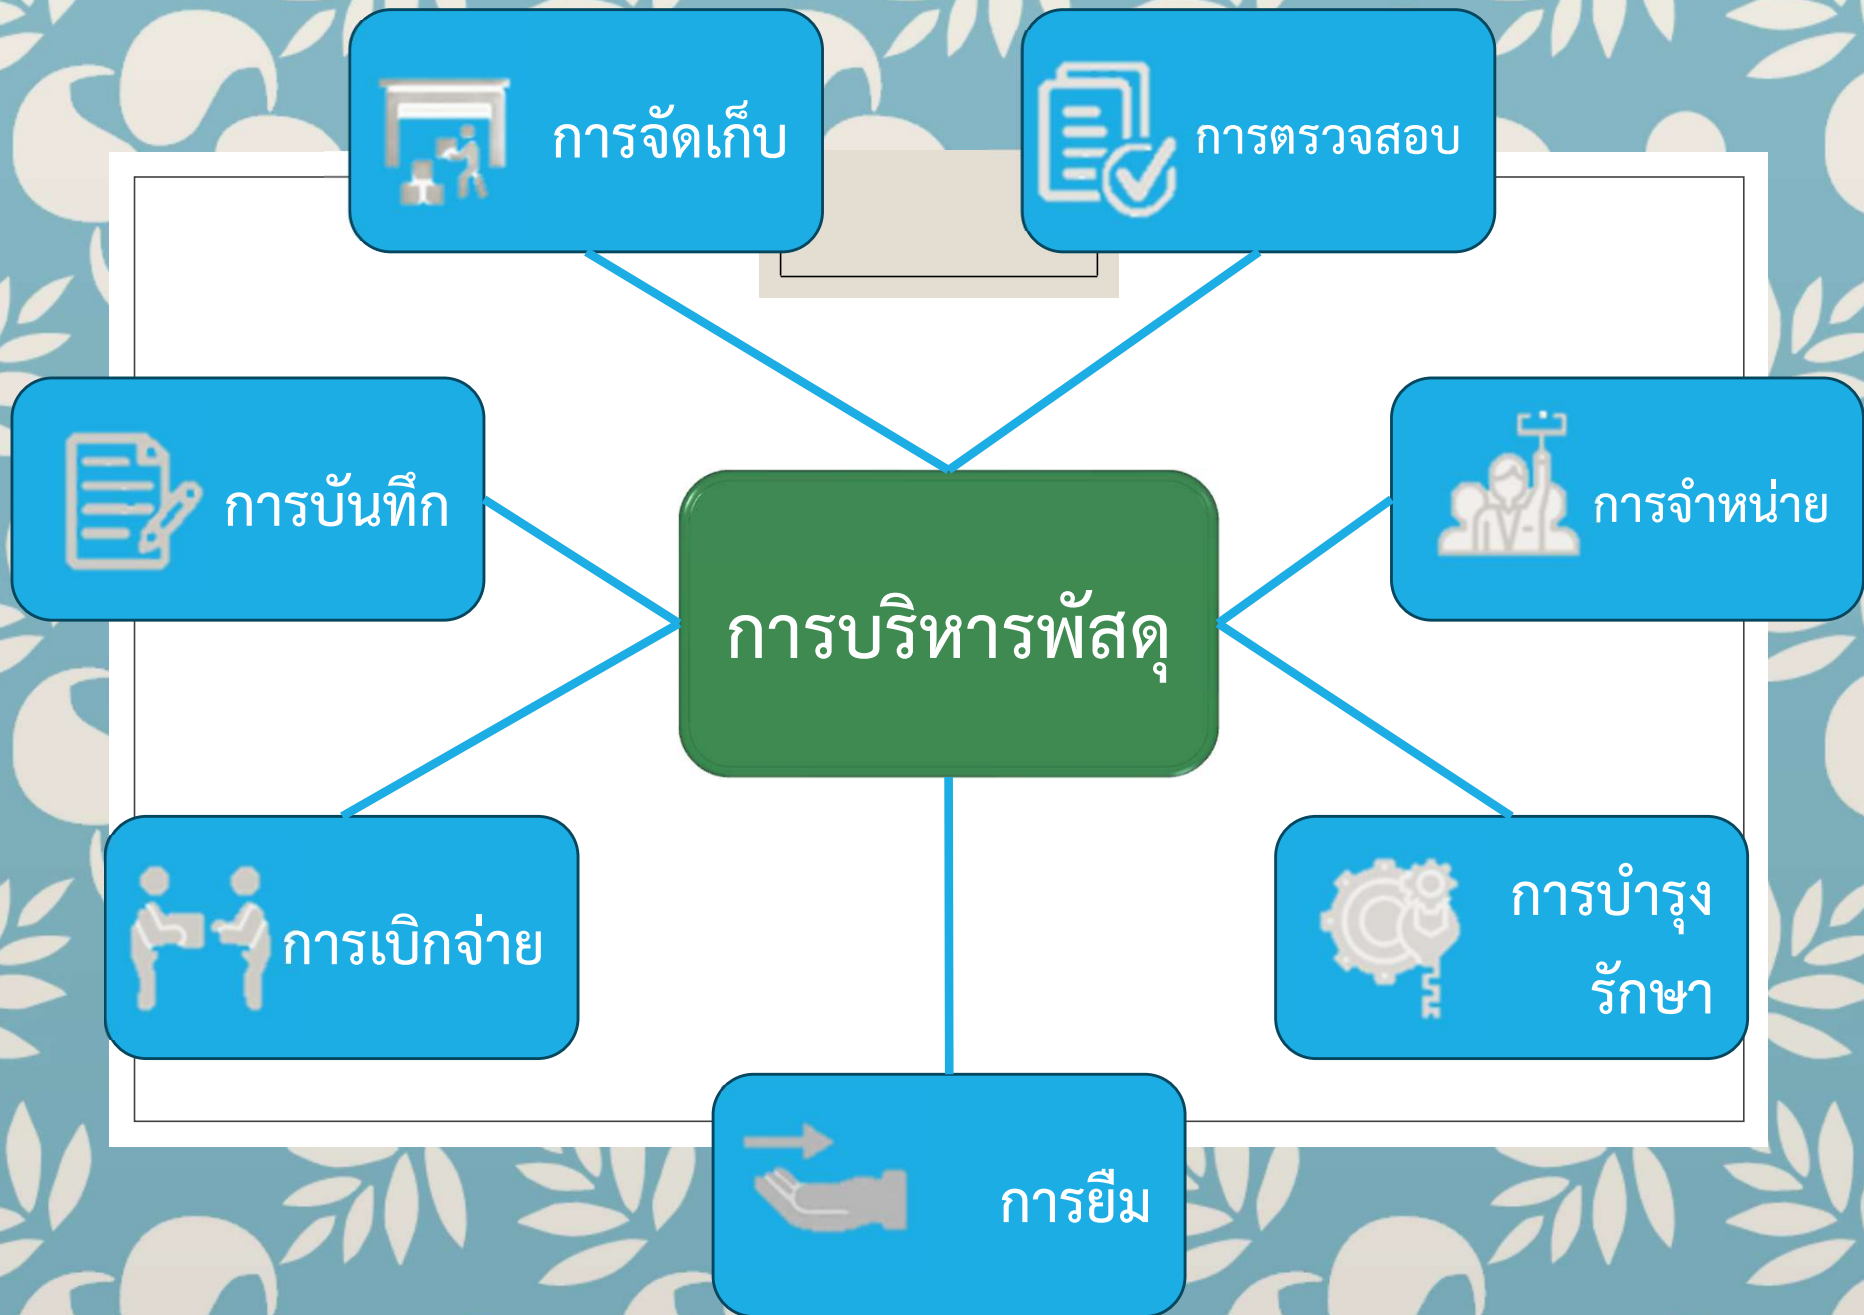 การจัดเก็บ
การตรวจสอบ
การบันทึก
การจำหน่าย
การบริหารพัสดุ
การเบิกจ่าย
การบำรุง
รักษา
การยืม